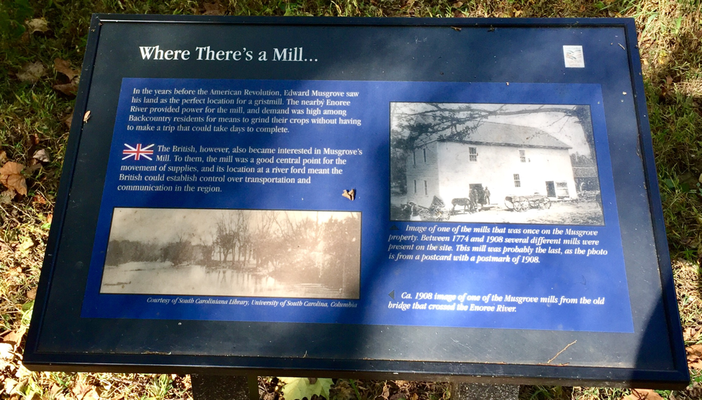 Where There's a Mill...
In the years before the American Revolution, Edward Musgrove saw
his land as the perfect location for a gristmill. The nearby Enoree
River provided power for the mill, and demand was high among
Backcountry residents for means to grind their crops without having
to make a trip that could take days to complete.
The British, however, also became interested in Musgrove's
Mill. To them, the mill was a good central point for the
movement of supplies, and its location at a river ford meant the
British could establish control over transportation and
communication in the region.
Courtesy of South Caroliniana Library, University of South Carolina, Columbia
Image of one of the mills that was once on the Musgrove
property. Between 1774 and 1908 several different mills were
present on the site. This mill was probably the last, as the photo
is from a postcard with a postmark of 1908.
Ca. 1908 image of one of the Musgrove mills from the old
bridge that crossed the Enoree River.